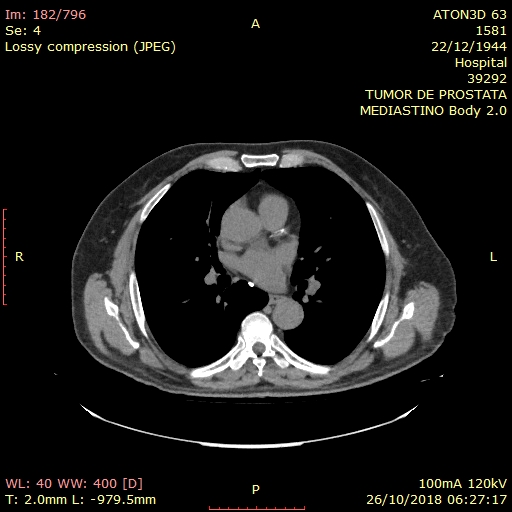 Im: 182/796
Se: 4
Lossy compression (JPEG)
A
ATON3D 63
1581
22/12/1944
Hospital
39292
TUMOR DE PROSTATA
MEDIASTINO Body 2.0
R
L
WL: 40 WW: 400 [D]
T: 2.0mm L: -979.5mm
P
100mA 120kV
26/10/2018 06:27:17